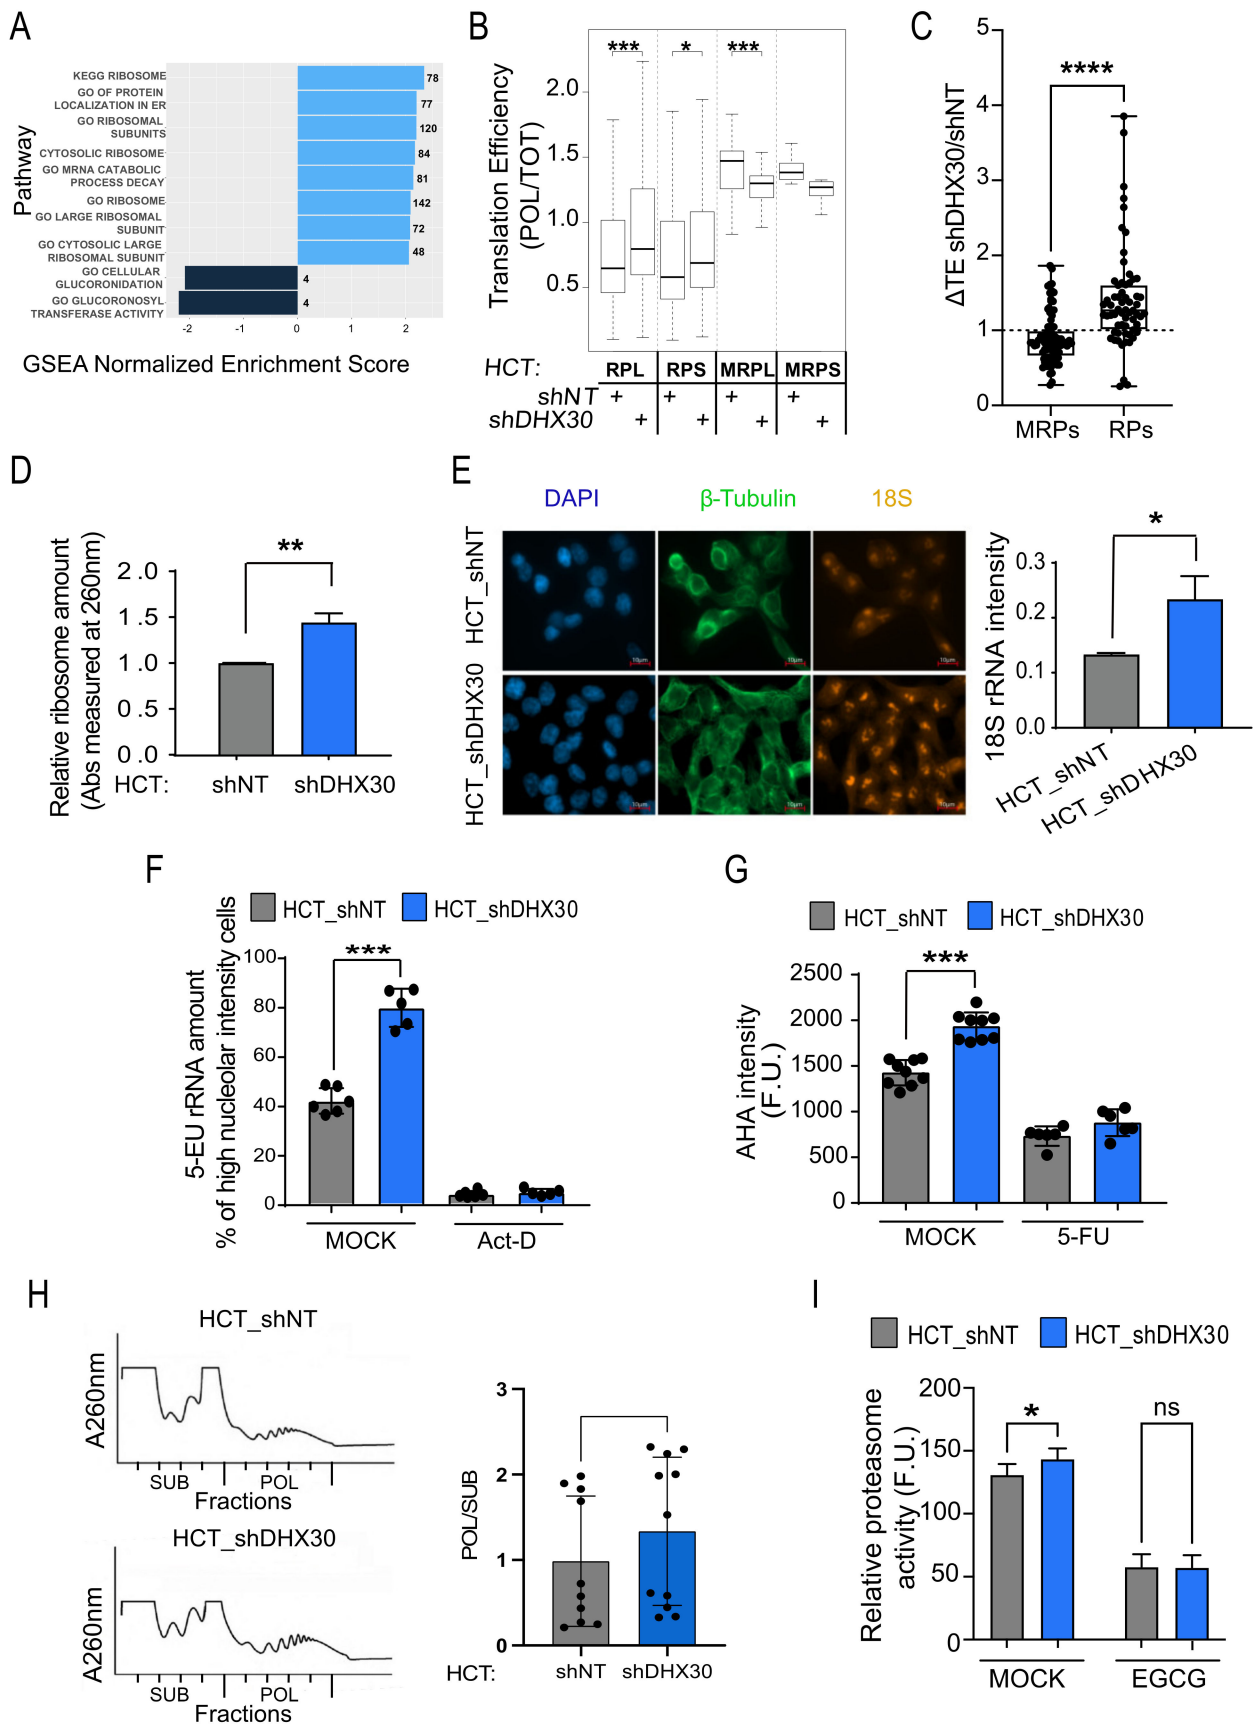 A
Pathway
KEGG RIBOSOME
GO OF PROTEIN
LOCALIZATION IN ER
GO RIBOSOMAL
SUBUNITS
CYTOSOLIC RIBOSOME
GO MRNA CATABOLIC
PROCESS DECAY
GO RIBOSOME
GO LARGE RIBOSOMAL
SUBUNIT
GO CYTOSOLIC LARGE
RIBOSOMAL SUBUNIT
GO CELLULAR
GLUCORONIDATION
GO GLUCORONOSYL
TRANSFERASE ACTIVITY
78
77
120
84
81
142
72
48
4
4
-2 -1 0 1 2
GSEA Normalized Enrichment Score
B
Translation Efficiency
(POL/TOT)
2.0
1.5
1.0
0.5
*** * ***
HCT: RPL RPS MRPL MRPS
shNT + + + +
shDHX30 + + + +
C
ΔTE shDHX30/shNT
5
4
3
2
1
0
****
MRPs RPs
D
Relative ribosome amount
(Abs measured at 260nm)
2.0
1.5
1.0
0.5
0.0
**
HCT: shNT shDHX30
E
DAPI β-Tubulin 18S
HCT_shNT
10μm 10μm 10μm
HCT_shDHX30
10μm 10μm 10μm
18S rRNA intensity
0.3
0.2
0.1
0.0
*
HCT_shNT
HCT_shDHX30
F
HCT_shNT HCT_shDHX30
5-EU rRNA amount
% of high nucleolar intensity cells
100
80
60
40
20
0
***
MOCK Act-D
G
HCT_shNT HCT_shDHX30
AHA intensity
(F.U.)
2500
2000
1500
1000
500
0
***
MOCK 5-FU
H
HCT_shNT
A260nm
SUB POL
Fractions
HCT_shDHX30
A260nm
SUB POL
Fractions
POL/SUB
3
2
1
0
HCT: shNT shDHX30
I
HCT_shNT HCT_shDHX30
Relative proteasome
activity (F.U.)
200
150
100
50
0
* ns
MOCK EGCG